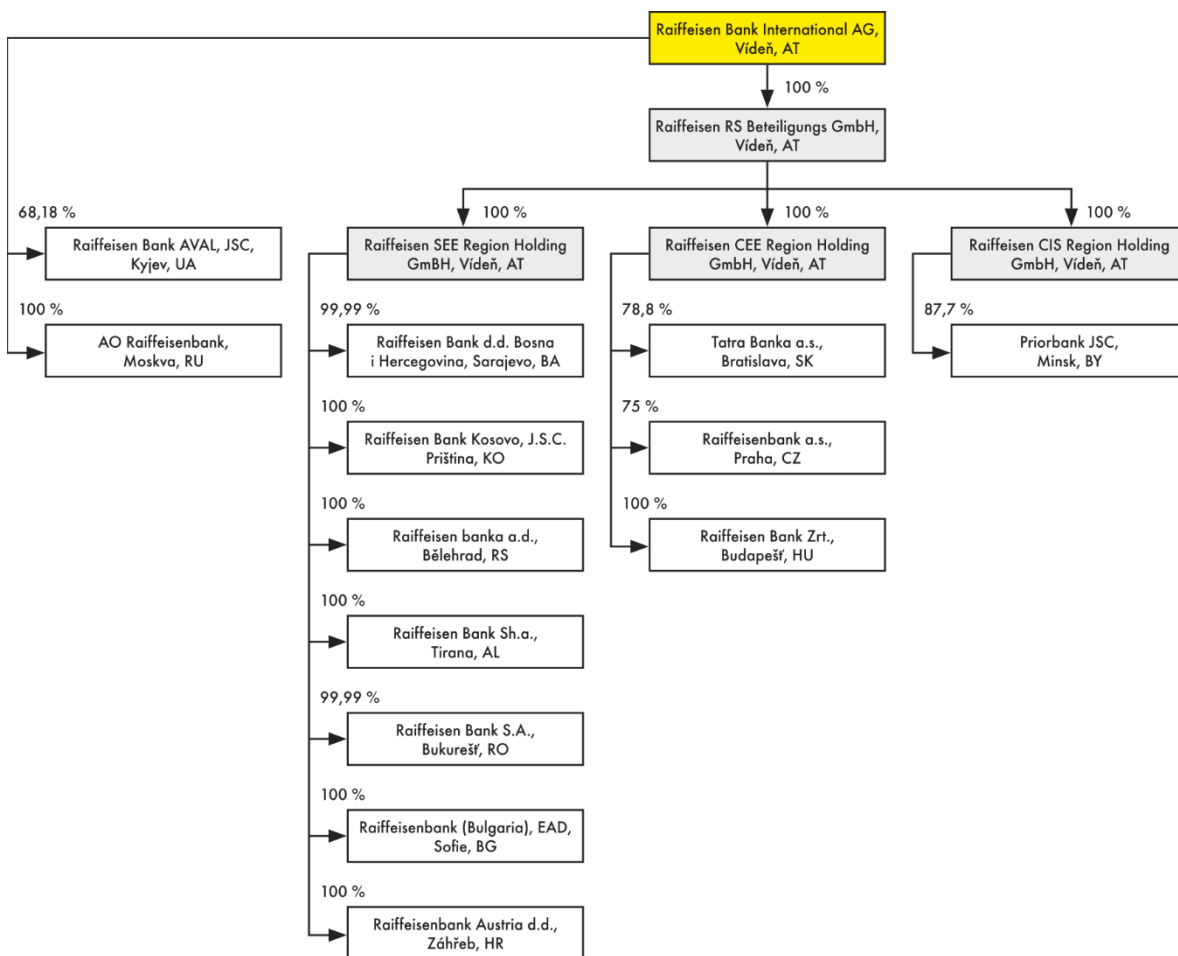 Raiffeisen Bank International AG,
Vídeň, AT
100 %
Raiffeisen RS Beteiligungs GmbH,
Vídeň, AT
68,18 %
Raiffeisen Bank AVAL, JSC,
Kyjev, UA
100 %
AO Raiffeisenbank,
Moskva, RU
100 %
Raiffeisen SEE Region Holding
GmBH, Vídeň, AT
99,99 %
Raiffeisen Bank d.d. Bosna
i Hercegovina, Sarajevo, BA
100 %
Raiffeisen Bank Kosovo, J.S.C.
Priština, KO
100 %
Raiffeisen banka a.d.,
Bělehrad, RS
100 %
Raiffeisen Bank Sh.a.,
Tirana, AL
99,99 %
Raiffeisen Bank S.A.,
Bukurešť, RO
100 %
Raiffeisenbank (Bulgaria), EAD,
Sofie, BG
100 %
Raiffeisenbank Austria d.d.,
Záhřeb, HR
100 %
Raiffeisen CEE Region Holding
GmbH, Vídeň, AT
78,8 %
Tatra Banka a.s.,
Bratislava, SK
75 %
Raiffeisenbank a.s.,
Praha, CZ
100 %
Raiffeisen Bank Zrt.,
Budapešť, HU
100 %
Raiffeisen CIS Region Holding
GmbH, Vídeň, AT
87,7 %
Priorbank JSC,
Minsk, BY